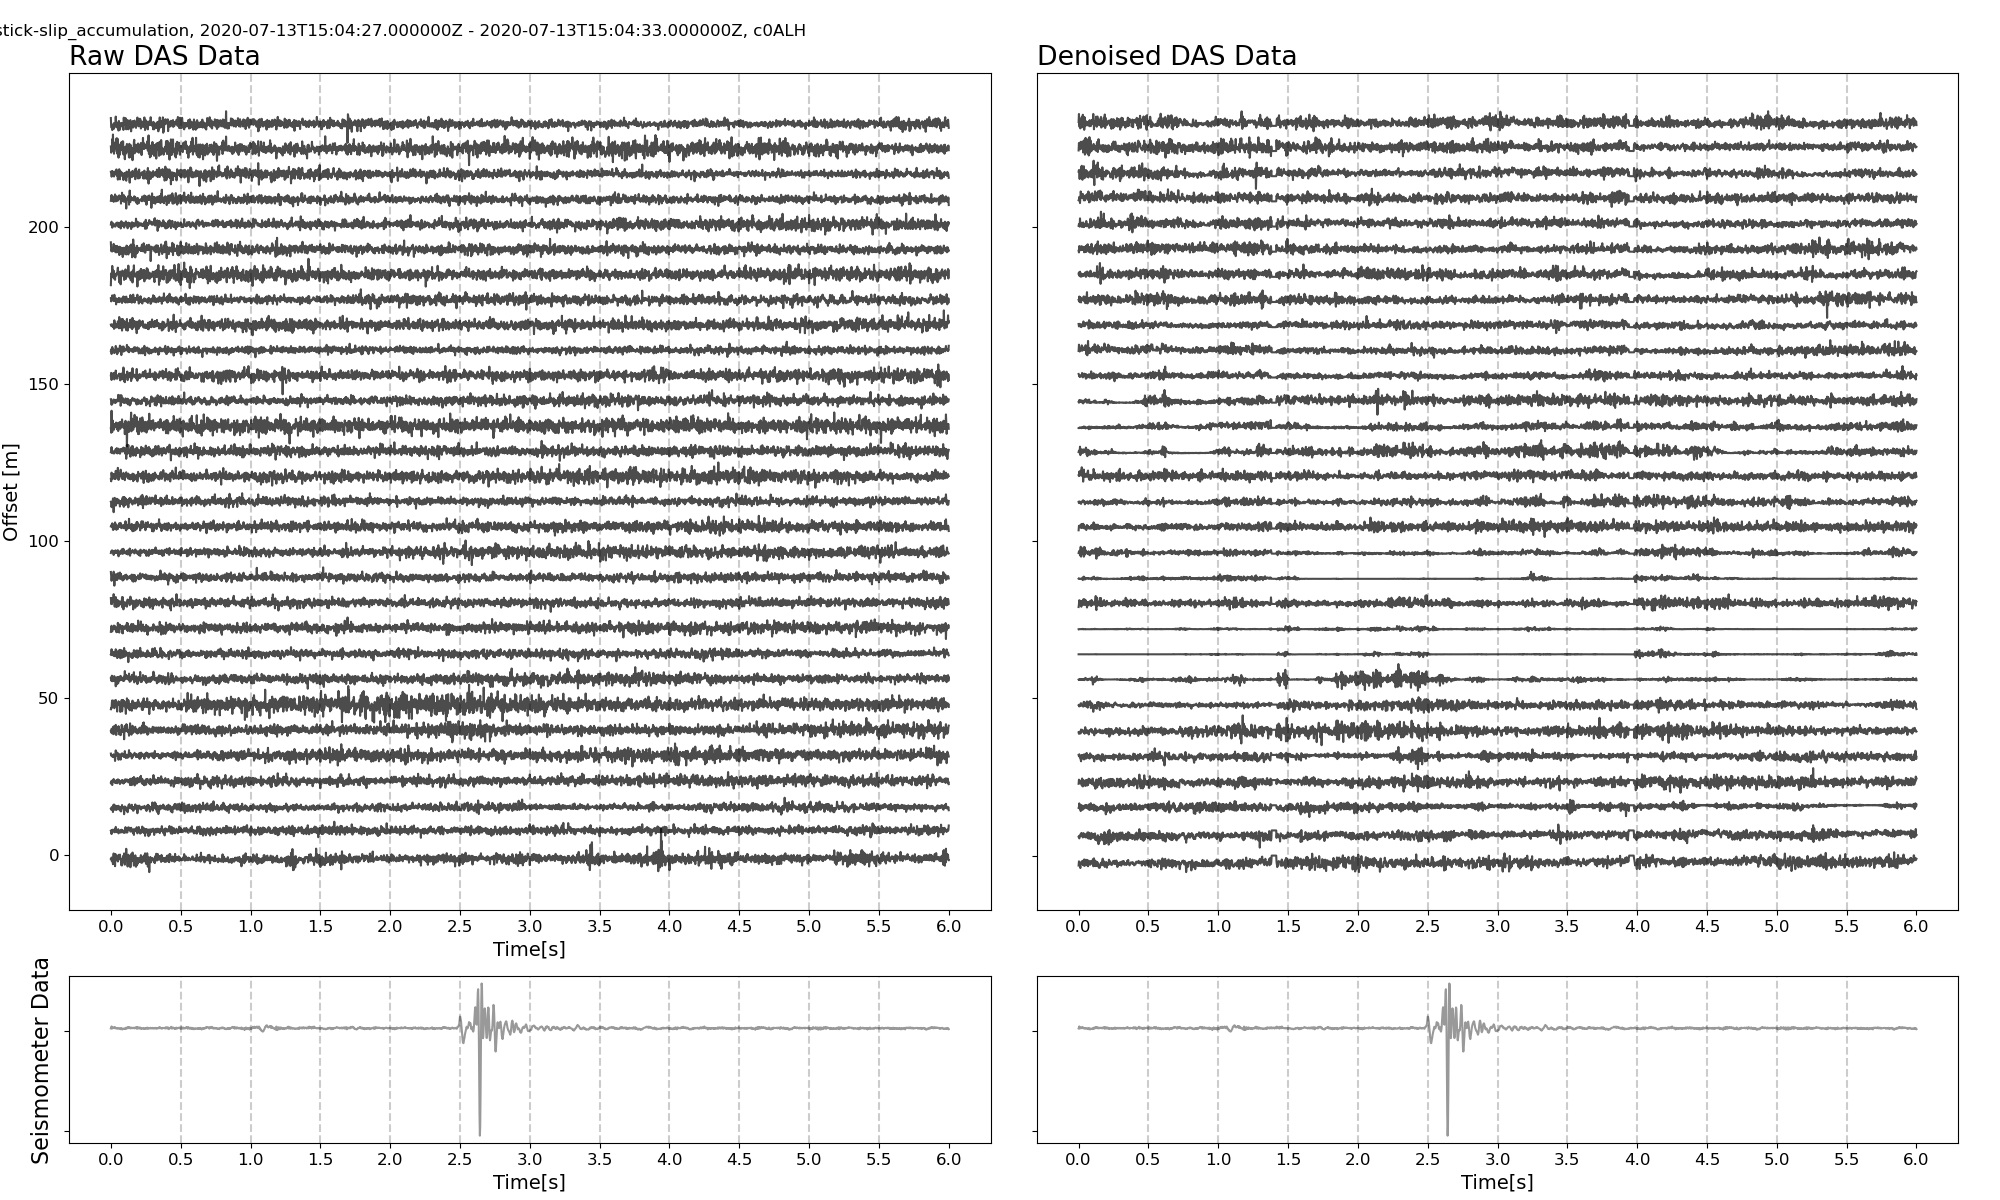 stick-slip_accumulation, 2020-07-13T15:04:27.000000Z - 2020-07-13T15:04:33.000000Z, c0ALH
Raw DAS Data
Denoised DAS Data
Offset [m]
200
150
100
50
0
0.0 0.5 1.0 1.5 2.0 2.5 3.0 3.5 4.0 4.5 5.0 5.5 6.0
Time[s]
0.0 0.5 1.0 1.5 2.0 2.5 3.0 3.5 4.0 4.5 5.0 5.5 6.0
Seismometer Data
0.0 0.5 1.0 1.5 2.0 2.5 3.0 3.5 4.0 4.5 5.0 5.5 6.0
Time[s]
0.0 0.5 1.0 1.5 2.0 2.5 3.0 3.5 4.0 4.5 5.0 5.5 6.0
Time[s]